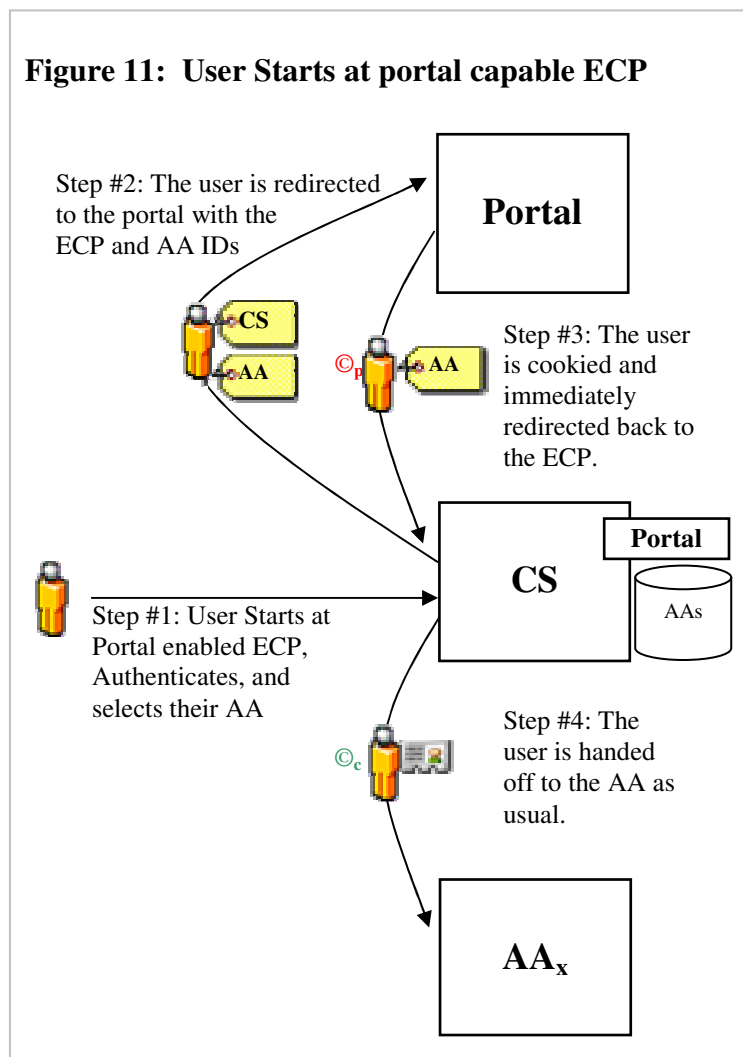 Figure 11:  User Starts at portal capable ECP
Step #2: The user is redirected
to the portal with the
ECP and AA IDs
Portal
CS
AA
©p
AA
Step #3: The user
is cookied and
immediately
redirected back to
the ECP.
CS
Portal
AAs
Step #1: User Starts at
Portal enabled ECP,
Authenticates, and
selects their AA
©c
Step #4: The
user is handed
off to the AA as
usual.
AAx